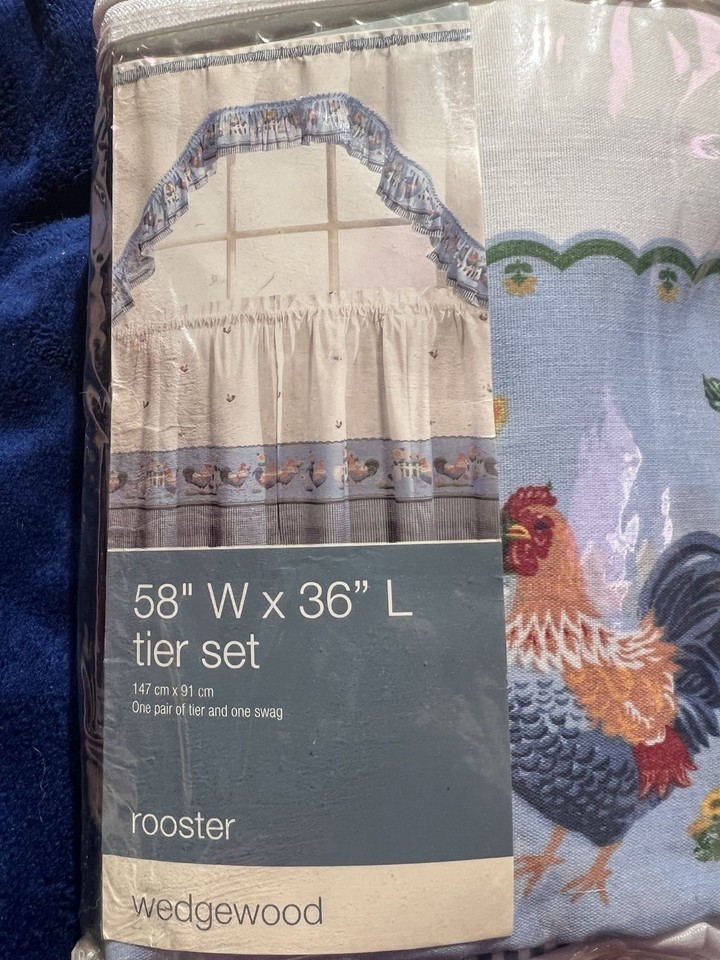 58" W x 36” L
tier set
147 cm x 91 cm
One pair of tier and one swag
rooster
wedgewood